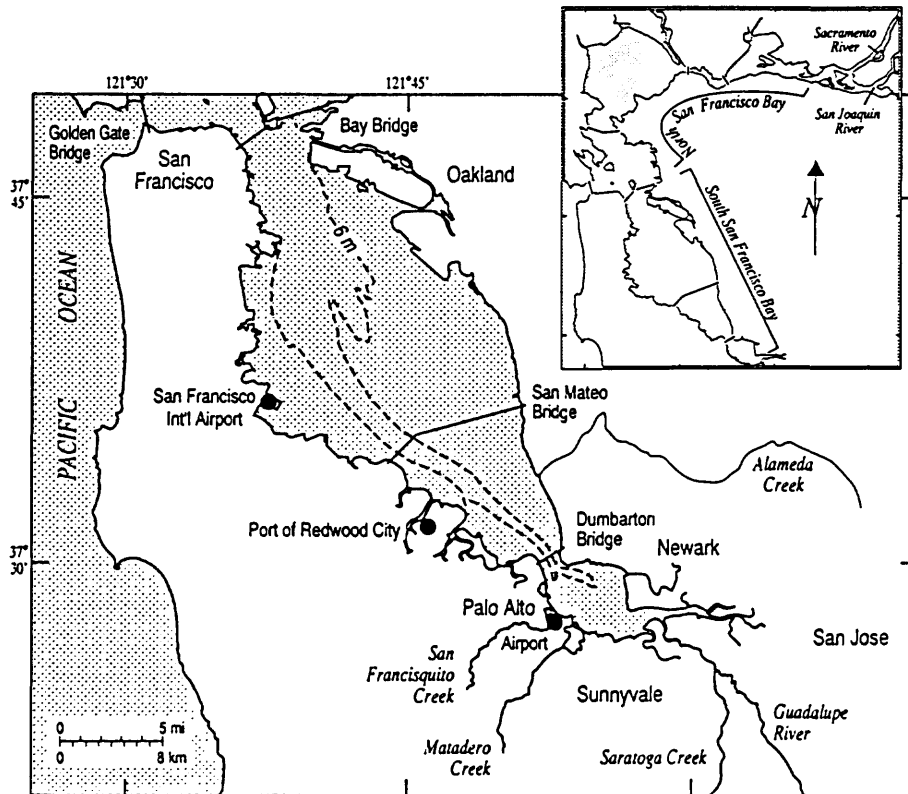 121°30'
121°45'
Golden Gate
Bridge
San
Francisco
Bay Bridge
Oakland
37°
45'
6 m
PACIFIC OCEAN
San Francisco
Int'l Airport
San Mateo
Bridge
Alameda
Creek
Port of Redwood City
Dumbarton
Bridge
Newark
37°
30'
Palo Alto
Airport
San Jose
San
Francisquito
Creek
Sunnyvale
Guadalupe
River
Matadero
Creek
Saratoga Creek
0 5 mi
0 8 km
Sacramento
River
San Joaquin
River
North San Francisco Bay
South San Francisco Bay
N